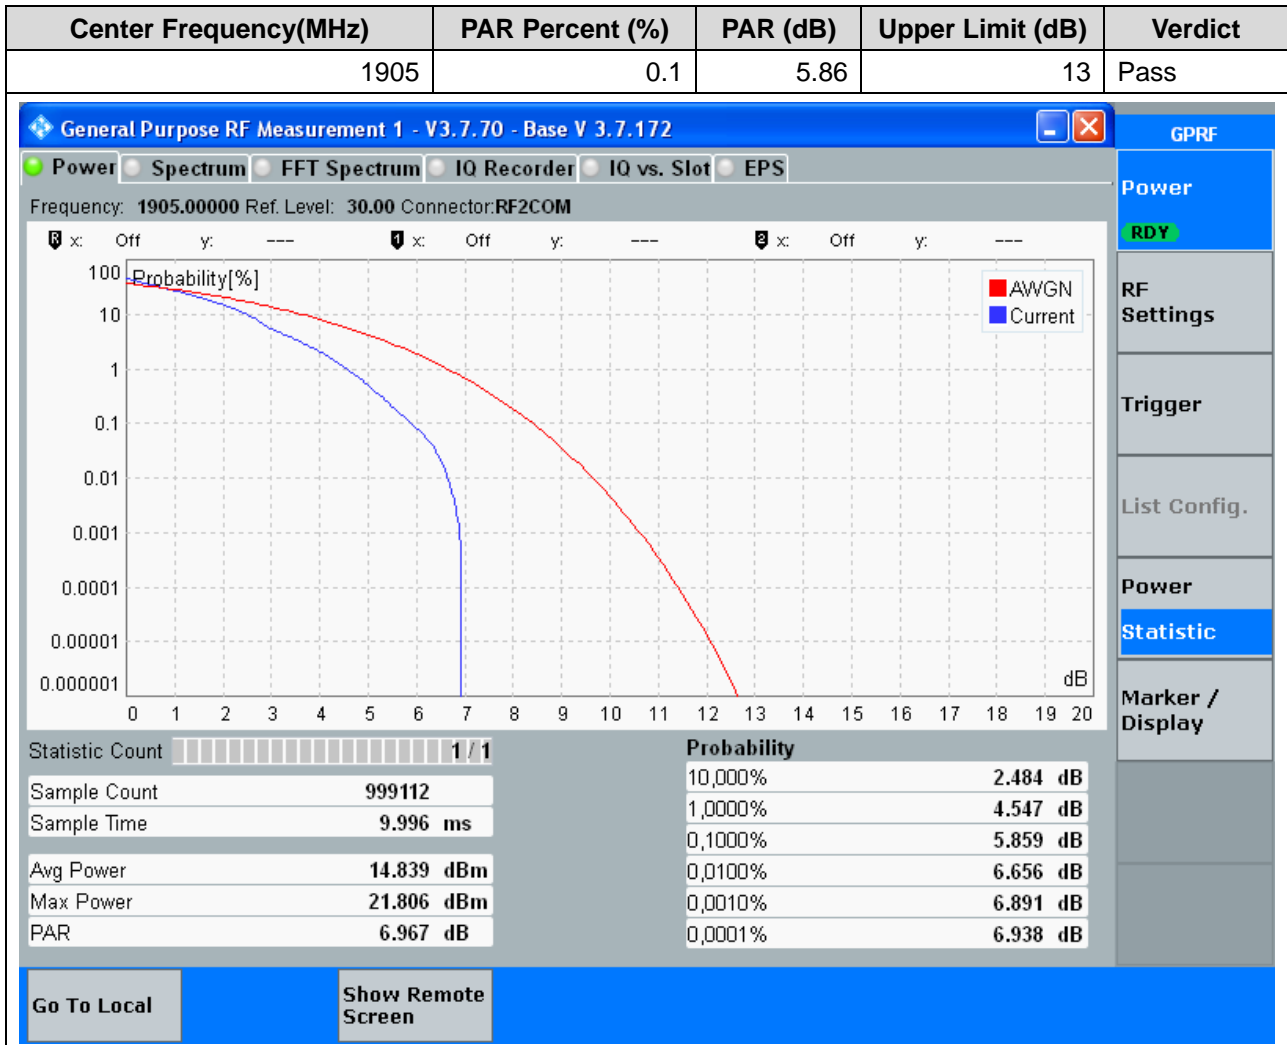 Center Frequency(MHz) PAR Percent (%) PAR (dB) Upper Limit (dB) Verdict
1905 0.1 5.86 13 Pass
General Purpose RF Measurement 1 - V3.7.70 - Base V 3.7.172
GPRF
Power Spectrum FFT Spectrum IQ Recorder IQ vs. Slot EPS
Frequency: 1905.00000 Ref. Level: 30.00 Connector:RF2COM
R x: Off y: --- 1 x: Off y: --- 2 x: Off y: ---
Probability[%]
AWGN
Current
100
10
1
0.1
0.01
0.001
0.0001
0.00001
0.000001
dB
0 1 2 3 4 5 6 7 8 9 10 11 12 13 14 15 16 17 18 19 20
Statistic Count 1 / 1
Sample Count 999112
Sample Time 9.996 ms
Avg Power 14.839 dBm
Max Power 21.806 dBm
PAR 6.967 dB
Probability
10,000% 2.484 dB
1,0000% 4.547 dB
0,1000% 5.859 dB
0,0100% 6.656 dB
0,0010% 6.891 dB
0,0001% 6.938 dB
Power
RDY
RF
Settings
Trigger
List Config.
Power
Statistic
Marker /
Display
Go To Local
Show Remote
Screen